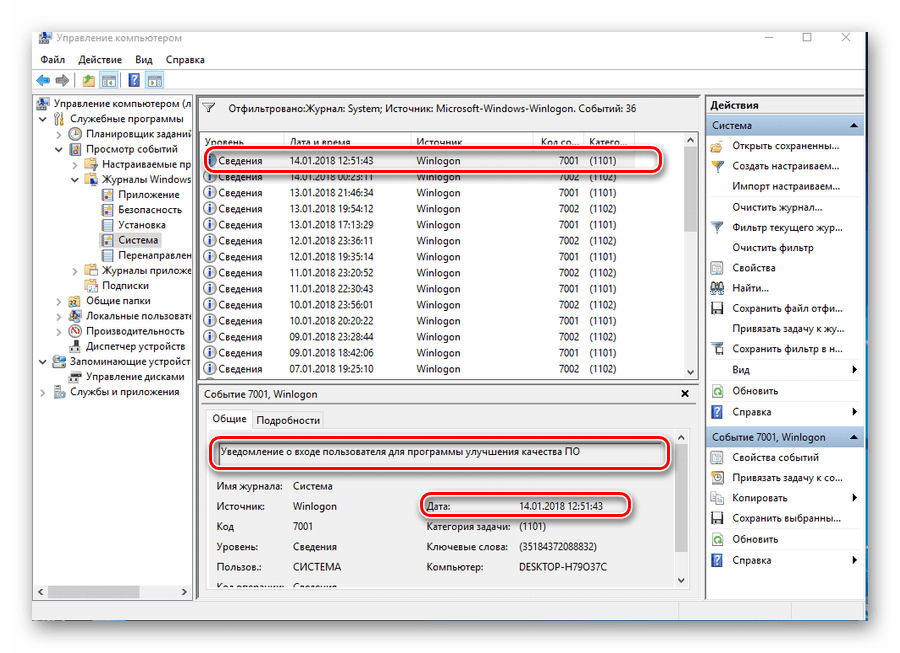 Управление компьютером
Файл Действие Вид Справка
Управление компьютером (л
Служебные программы
Планировщик заданий
Просмотр событий
Настраиваемые пр
Журналы Windows
Приложение
Безопасность
Установка
Система
Перенаправлен
Журналы приложе
Подписки
Общие папки
Локальные пользовате
Производительность
Диспетчер устройств
Запоминающие устройст
Управление дисками
Службы и приложения
Отфильтровано:Журнал: System; Источник: Microsoft-Windows-Winlogon. Событий: 36
Уровень Дата и время Источник Код со... Катего...
Сведения 14.01.2018 12:51:43 Winlogon 7001 (1101)
Сведения 14.01.2018 00:23:11 Winlogon 7002 (1102)
Сведения 13.01.2018 21:46:34 Winlogon 7001 (1101)
Сведения 13.01.2018 19:54:12 Winlogon 7002 (1102)
Сведения 13.01.2018 17:13:29 Winlogon 7001 (1101)
Сведения 12.01.2018 23:36:11 Winlogon 7002 (1102)
Сведения 12.01.2018 19:35:14 Winlogon 7001 (1101)
Сведения 11.01.2018 23:20:52 Winlogon 7002 (1102)
Сведения 11.01.2018 22:30:43 Winlogon 7001 (1101)
Сведения 10.01.2018 23:56:01 Winlogon 7002 (1102)
Сведения 10.01.2018 20:20:22 Winlogon 7001 (1101)
Сведения 09.01.2018 23:28:44 Winlogon 7002 (1102)
Сведения 09.01.2018 18:42:06 Winlogon 7001 (1101)
Сведения 07.01.2018 19:25:10 Winlogon 7002 (1102)
Событие 7001, Winlogon
Общие Подробности
Уведомление о входе пользователя для программы улучшения качества ПО
Имя журнала: Система
Источник: Winlogon Дата: 14.01.2018 12:51:43
Код 7001 Категория задачи: (1101)
Уровень: Сведения Ключевые слова: (35184372088832)
Пользов.: СИСТЕМА Компьютер: DESKTOP-H79O37C
Код операции: Сведения
Действия
Система
Открыть сохраненны...
Создать настраиваем...
Импорт настраиваем...
Очистить журнал...
Фильтр текущего жур...
Очистить фильтр
Свойства
Найти...
Сохранить файл отфи...
Привязать задачу к жу...
Сохранить фильтр в н...
Вид
Обновить
Справка
Событие 7001, Winlogon
Свойства событий
Привязать задачу к со...
Копировать
Сохранить выбранны...
Обновить
Справка